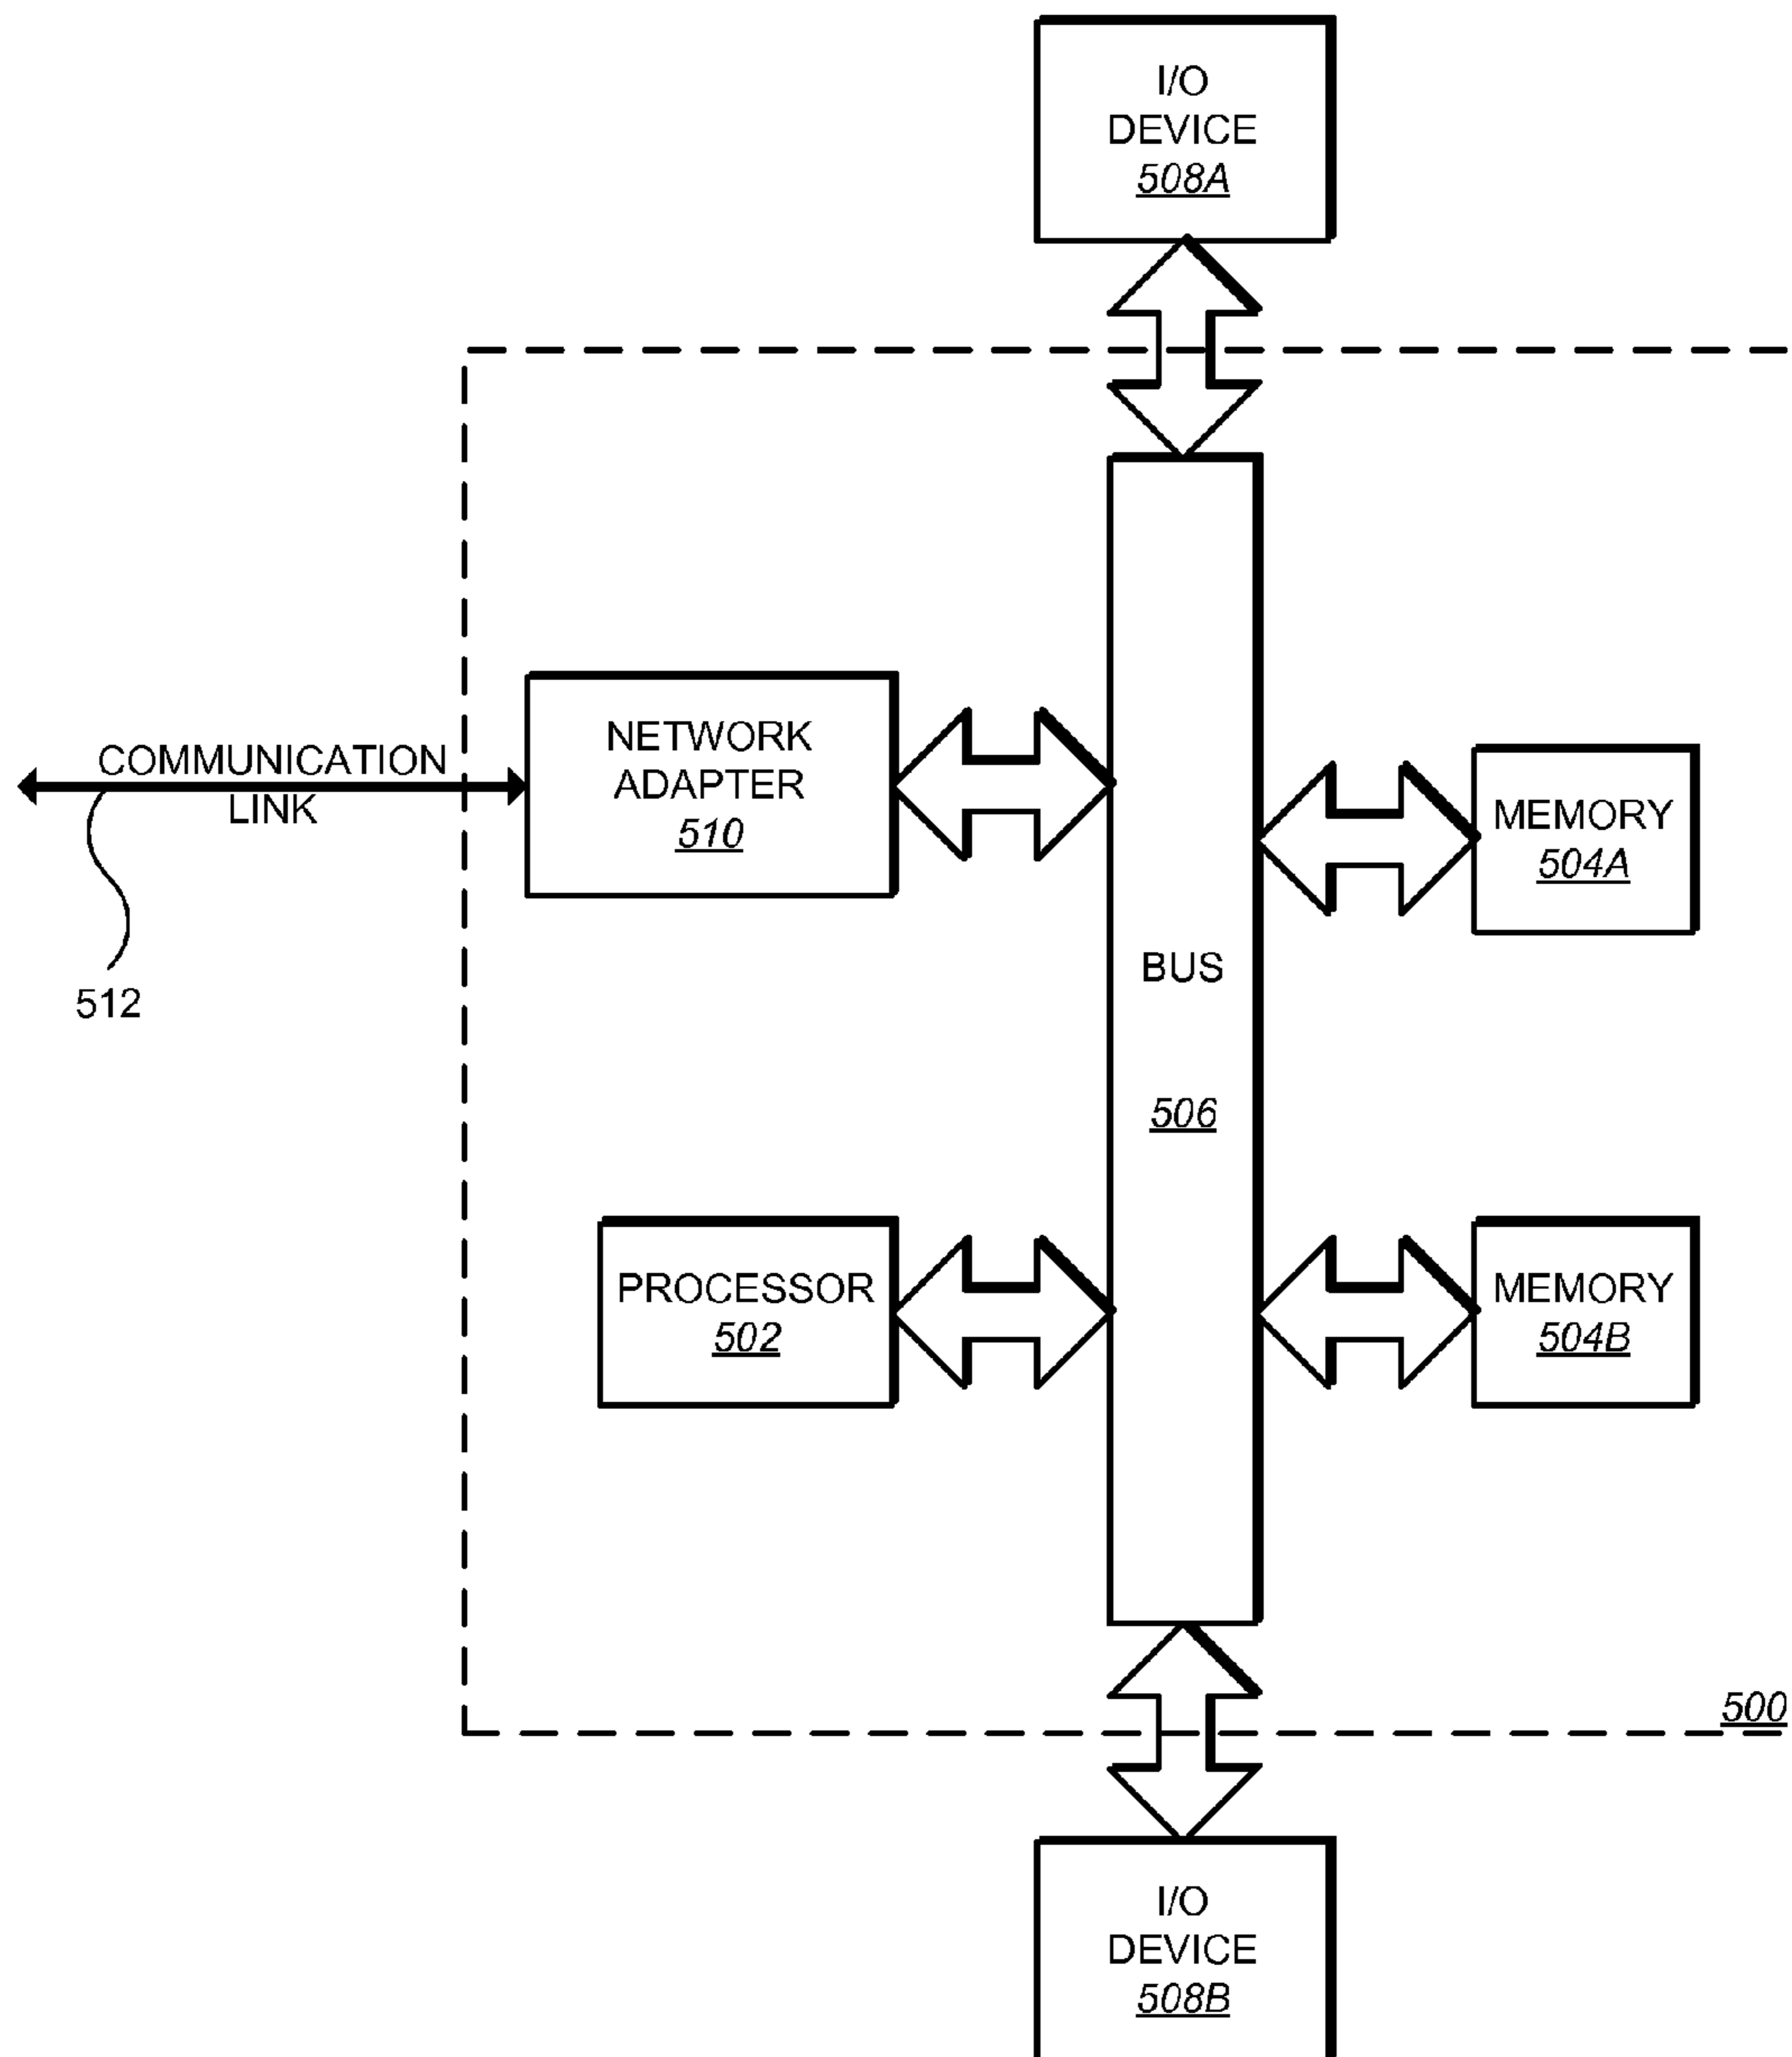 I/O
DEVICE
508A
NETWORK
ADAPTER
510
COMMUNICATION
LINK
512
MEMORY
504A
BUS
506
PROCESSOR
502
MEMORY
504B
500
I/O
DEVICE
508B